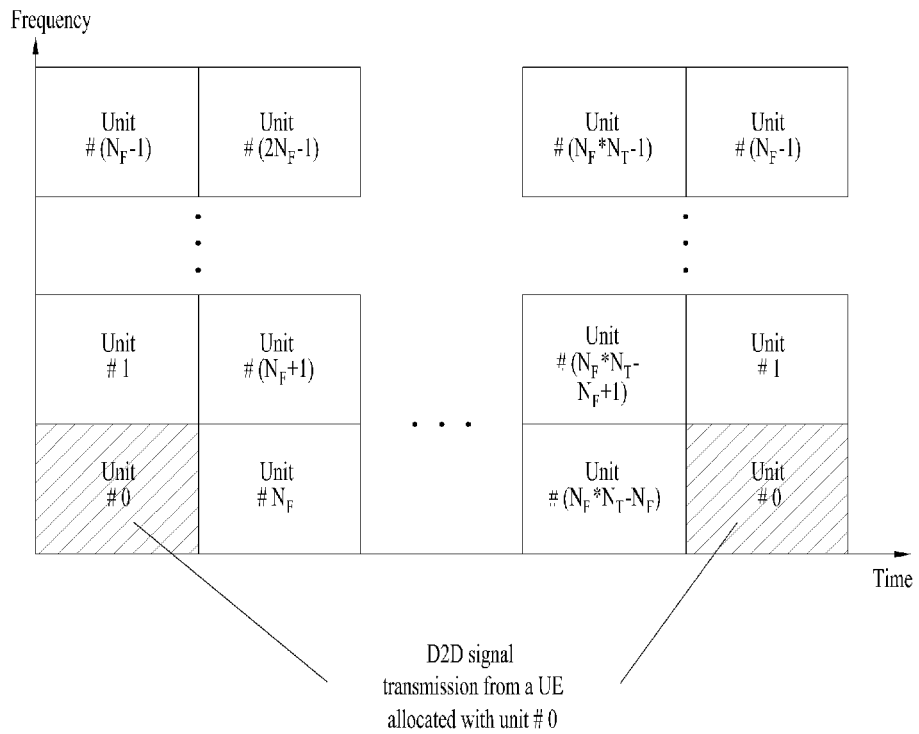 Frequency
Unit
# (N_F-1)
Unit
# (2N_F-1)
Unit
# (N_F*N_T-1)
Unit
# (N_F-1)
Unit
# 1
Unit
# (N_F+1)
Unit
# (N_F*N_T-
N_F+1)
Unit
# 1
Unit
# 0
Unit
# N_F
Unit
# (N_F*N_T-N_F)
Unit
# 0
Time
D2D signal
transmission from a UE
allocated with unit # 0